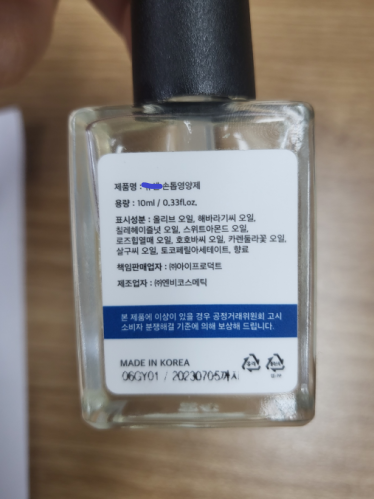 제품명 : 손톱영양제
용량 : 10ml / 0.33fl.oz.
표시성분 : 올리브 오일, 해바라기씨 오일,
칠레헤이즐넛 오일, 스위트아몬드 오일,
로즈힙열매 오일, 호호바씨 오일, 카렌둘라꽃 오일,
살구씨 오일, 토코페릴아세테이트, 향료
책임판매업자 : ㈜아이프로덕트
제조업자 : ㈜엔비코스메틱
본 제품에 이상이 있을 경우 공정거래위원회 고시
소비자 분쟁해결 기준에 의해 보상해 드립니다.
MADE IN KOREA
06GY01 / 20230705까지